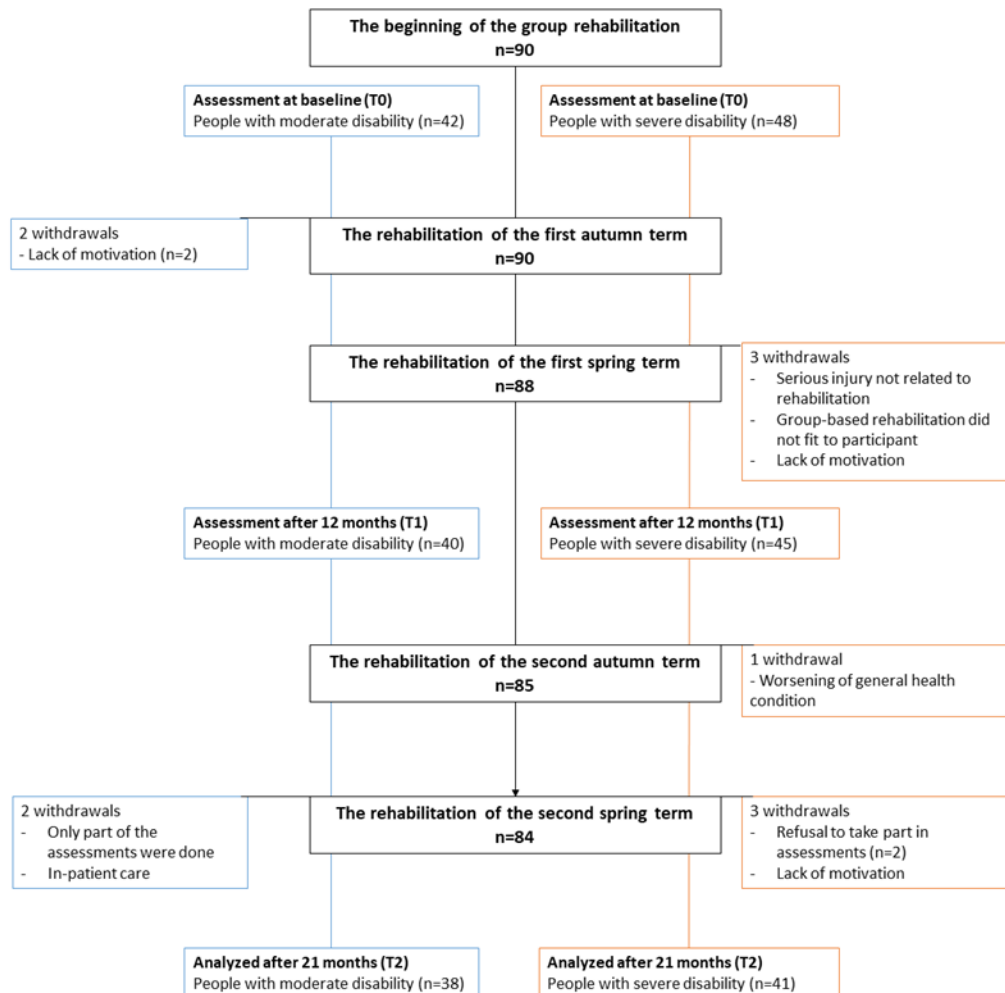 The beginning of the group rehabilitation
n=90
Assessment at baseline (T0)
People with moderate disability (n=42)
Assessment at baseline (T0)
People with severe disability (n=48)
2 withdrawals
- Lack of motivation (n=2)
The rehabilitation of the first autumn term
n=90
The rehabilitation of the first spring term
n=88
3 withdrawals
- Serious injury not related to
rehabilitation
- Group-based rehabilitation did
not fit to participant
- Lack of motivation
Assessment after 12 months (T1)
People with moderate disability (n=40)
Assessment after 12 months (T1)
People with severe disability (n=45)
The rehabilitation of the second autumn term
n=85
1 withdrawal
- Worsening of general health
condition
2 withdrawals
- Only part of the
assessments were done
- In-patient care
The rehabilitation of the second spring term
n=84
3 withdrawals
- Refusal to take part in
assessments (n=2)
- Lack of motivation
Analyzed after 21 months (T2)
People with moderate disability (n=38)
Analyzed after 21 months (T2)
People with severe disability (n=41)